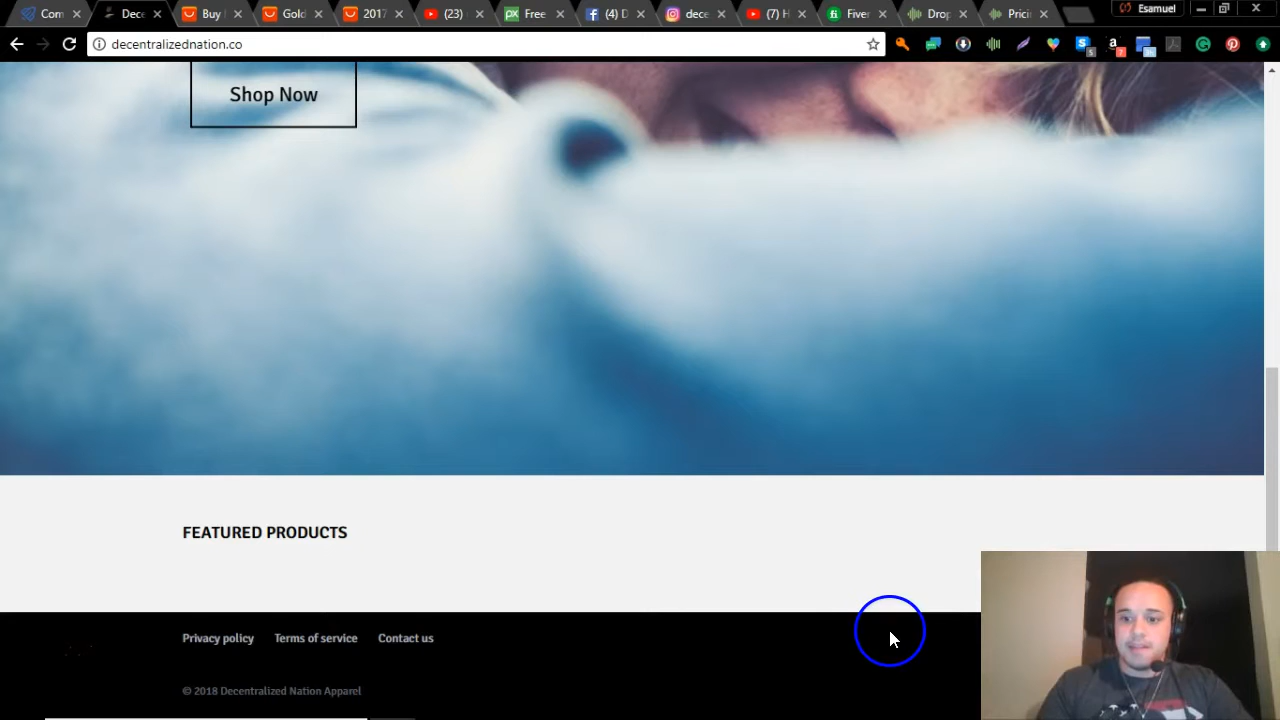 Com
Dece
Buy
Gold
2017
(23)
Free
(4) D
dece
(7) H
Fiver
Drop
Prici
Esamuel
decentralizednation.co
Shop Now
FEATURED PRODUCTS
Privacy policy Terms of service Contact us
© 2018 Decentralized Nation Apparel